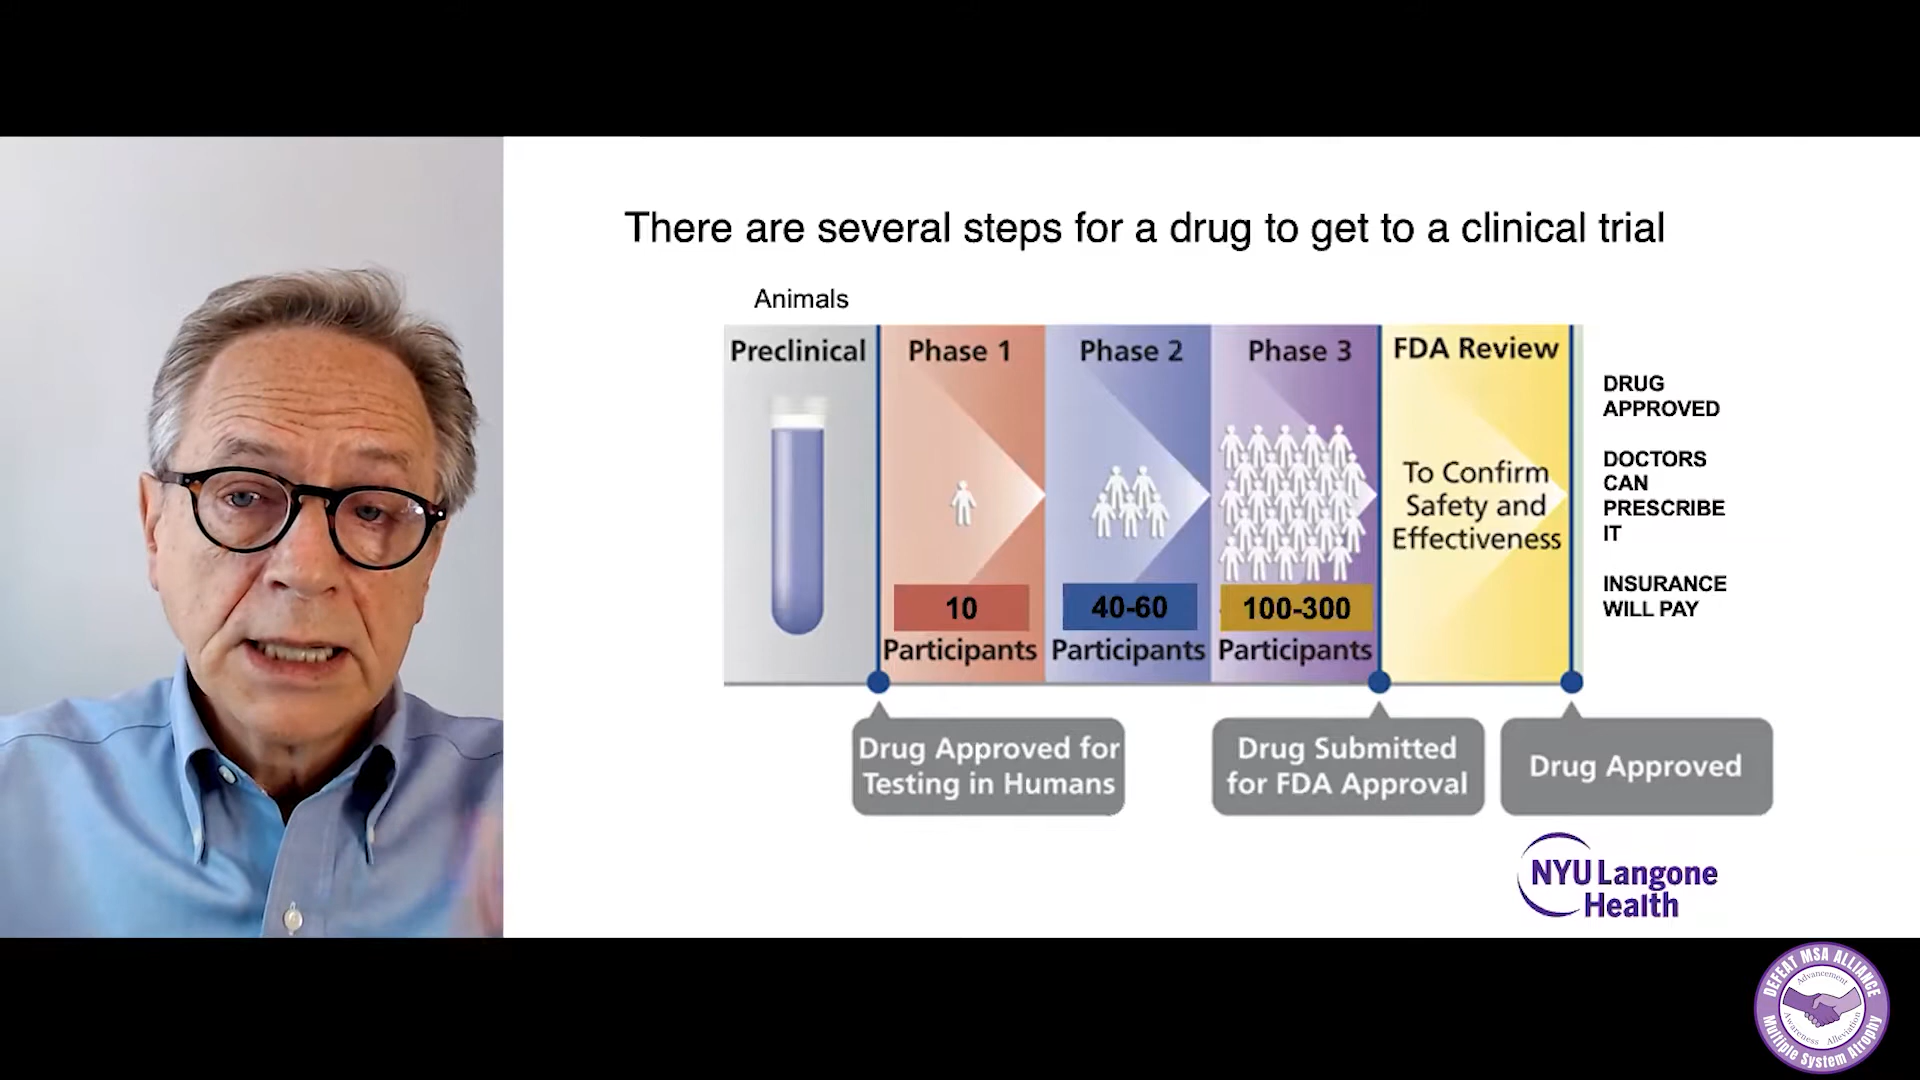 There are several steps for a drug to get to a clinical trial
Animals
Preclinical
Phase 1
Phase 2
Phase 3
FDA Review
To Confirm
Safety and
Effectiveness
10
Participants
40-60
Participants
100-300
Participants
DRUG
APPROVED
DOCTORS
CAN
PRESCRIBE
IT
INSURANCE
WILL PAY
Drug Approved for
Testing in Humans
Drug Submitted
for FDA Approval
Drug Approved
NYU Langone
Health
DEFEAT MSA ALLIANCE
Advancement
Awareness Alleviation
Multiple System Atrophy